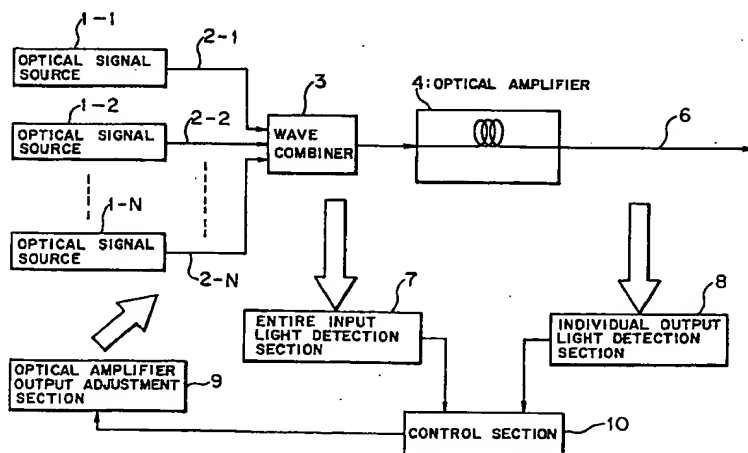 1-1
OPTICAL SIGNAL
SOURCE
2-1
1-2
OPTICAL SIGNAL
SOURCE
2-2
1-N
OPTICAL SIGNAL
SOURCE
2-N
3
WAVE
COMBINER
4:OPTICAL AMPLIFIER
6
7
ENTIRE INPUT
LIGHT DETECTION
SECTION
8
INDIVIDUAL OUTPUT
LIGHT DETECTION
SECTION
OPTICAL AMPLIFIER
OUTPUT ADJUSTMENT
SECTION
9
CONTROL SECTION
10